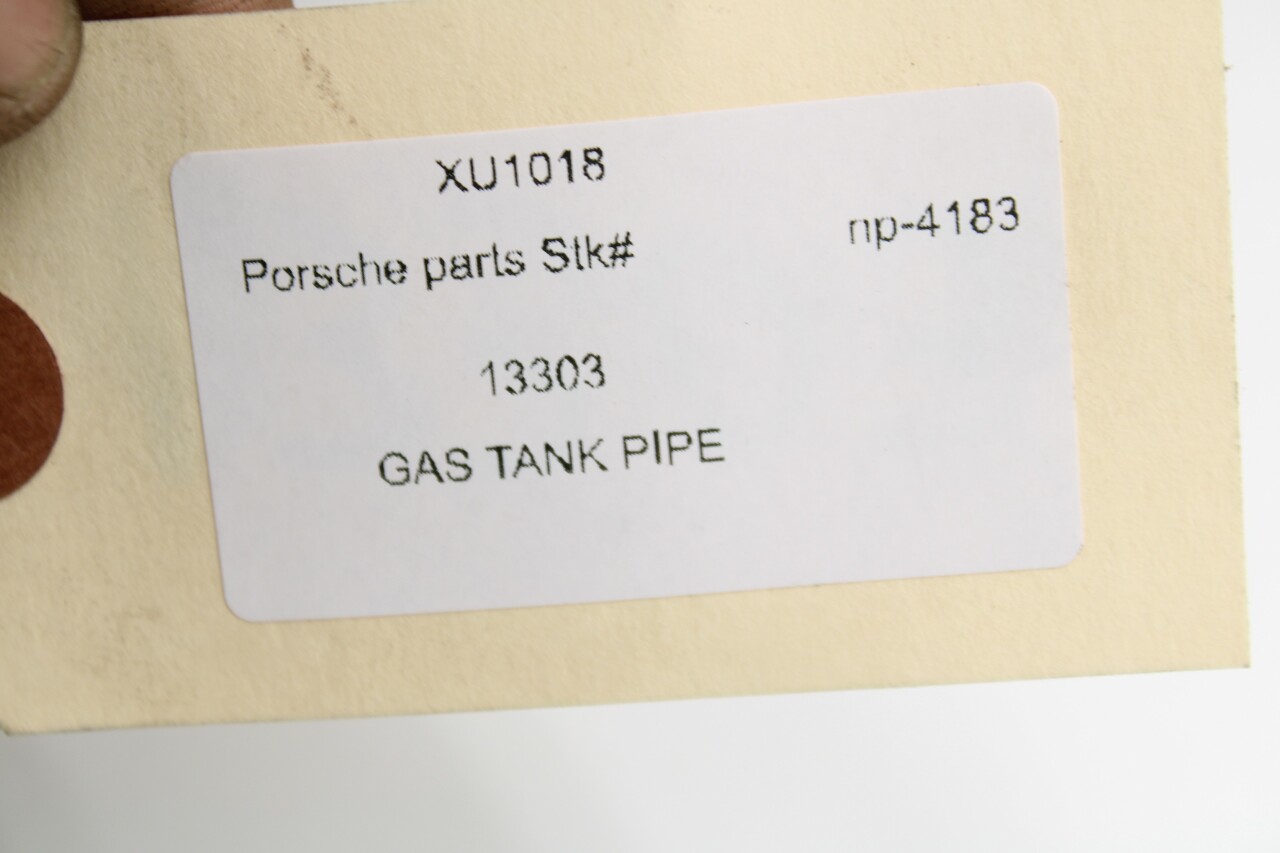 XU1018
Porsche parts Stk# np-4183
13303
GAS TANK PIPE